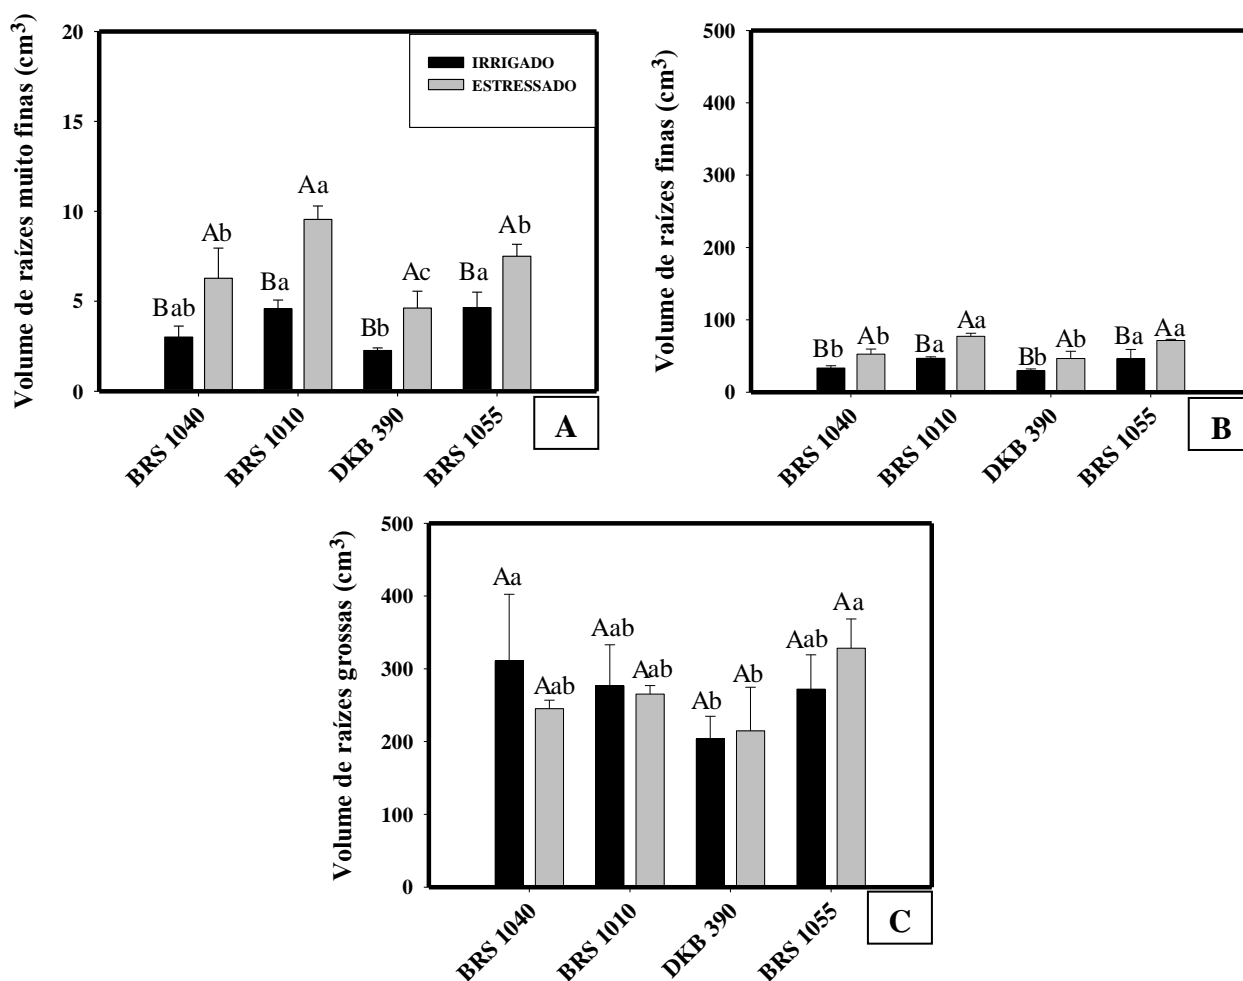 Volume de raízes muito finas (cm³)
20
15
10
5
0
IRRIGADO
ESTRESSADO
Bab
Ab
Ba
Aa
Bb
Ac
Ba
Ab
BRS 1040
BRS 1010
DKB 390
BRS 1055
A
Volume de raízes finas (cm³)
500
400
300
200
100
0
Bb
Ab
Ba
Aa
Bb
Ab
Ba
Aa
BRS 1040
BRS 1010
DKB 390
BRS 1055
B
Volume de raízes grossas (cm³)
500
400
300
200
100
0
Aa
Aab
Aab
Aab
Ab
Ab
Aab
Aa
BRS 1040
BRS 1010
DKB 390
BRS 1055
C